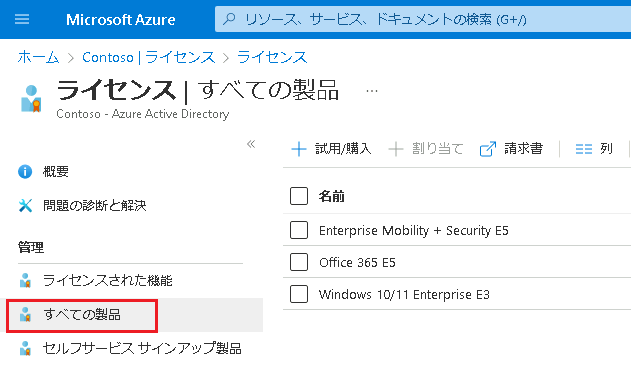 Microsoft Azure
リソース、サービス、ドキュメントの検索 (G+/)
ホーム > Contoso | ライセンス > ライセンス
ライセンス | すべての製品 ...
Contoso - Azure Active Directory
«
試用/購入 割り当て 請求書 列
概要
問題の診断と解決
管理
ライセンスされた機能
すべての製品
セルフサービス サインアップ製品
名前
Enterprise Mobility + Security E5
Office 365 E5
Windows 10/11 Enterprise E3